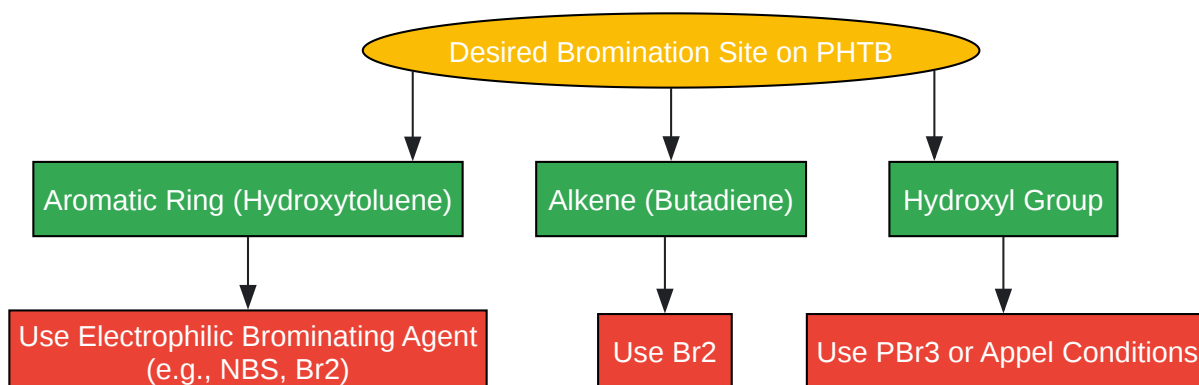 Desired Bromination Site on PHTB
Aromatic Ring (Hydroxytoluene)
Alkene (Butadiene)
Hydroxyl Group
Use Electrophilic Brominating Agent
(e.g., NBS, Br2)
Use Br2
Use PBr3 or Appel Conditions